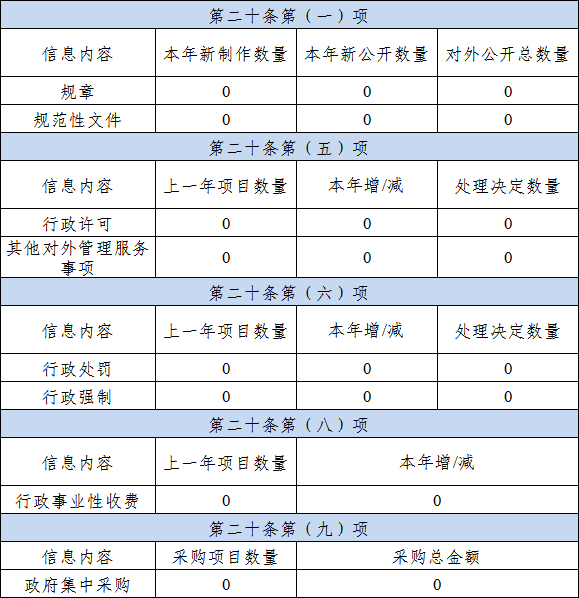 第二十条第（一）项
信息内容 本年新制作数量 本年新公开数量 对外公开总数量
规章 0 0 0
规范性文件 0 0 0
第二十条第（五）项
信息内容 上一年项目数量 本年增/减 处理决定数量
行政许可 0 0 0
其他对外管理服务
事项 0 0 0
第二十条第（六）项
信息内容 上一年项目数量 本年增/减 处理决定数量
行政处罚 0 0 0
行政强制 0 0 0
第二十条第（八）项
信息内容 上一年项目数量 本年增/减
行政事业性收费 0 0
第二十条第（九）项
信息内容 采购项目数量 采购总金额
政府集中采购 0 0